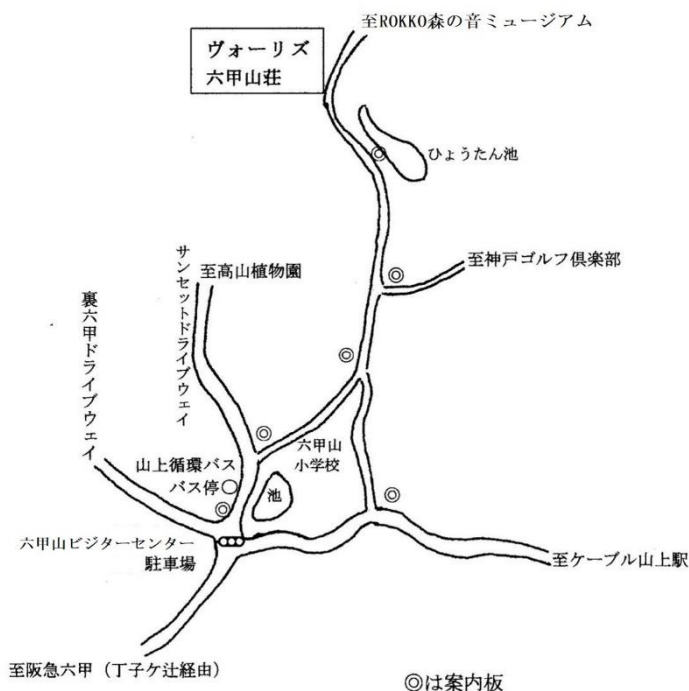 至ROKKO森の音ミュージアム
ヴォーリズ
六甲山荘
ひょうたん池
サンセットドライブウェイ
至高山植物園
至神戸ゴルフ倶楽部
裏六甲ドライブウェイ
六甲山
小学校
山上循環バス
バス停○
池
六甲山ビジターセンター
駐車場
至ケーブル山上駅
至阪急六甲（丁子ケ辻経由）
◎は案内板